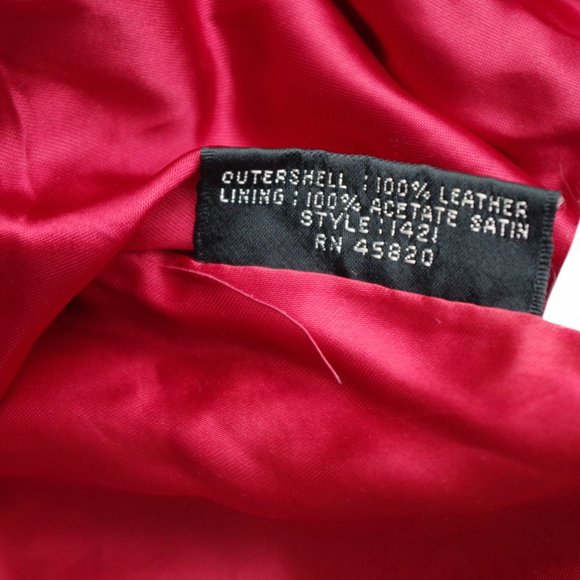 OUTERSHELL : 100% LEATHER
LINING : 100% ACETATE SATIN
STYLE : 1421
RN 45820